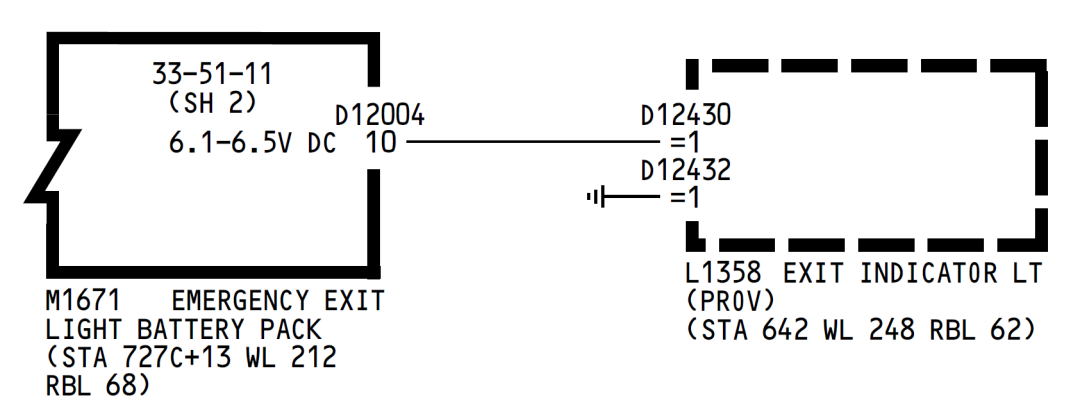 33-51-11
(SH 2)
D12004
6.1-6.5V DC 10
M1671 EMERGENCY EXIT
LIGHT BATTERY PACK
(STA 727C+13 WL 212
RBL 68)
D12430
=1
D12432
=1
L1358 EXIT INDICATOR LT
(PROV)
(STA 642 WL 248 RBL 62)